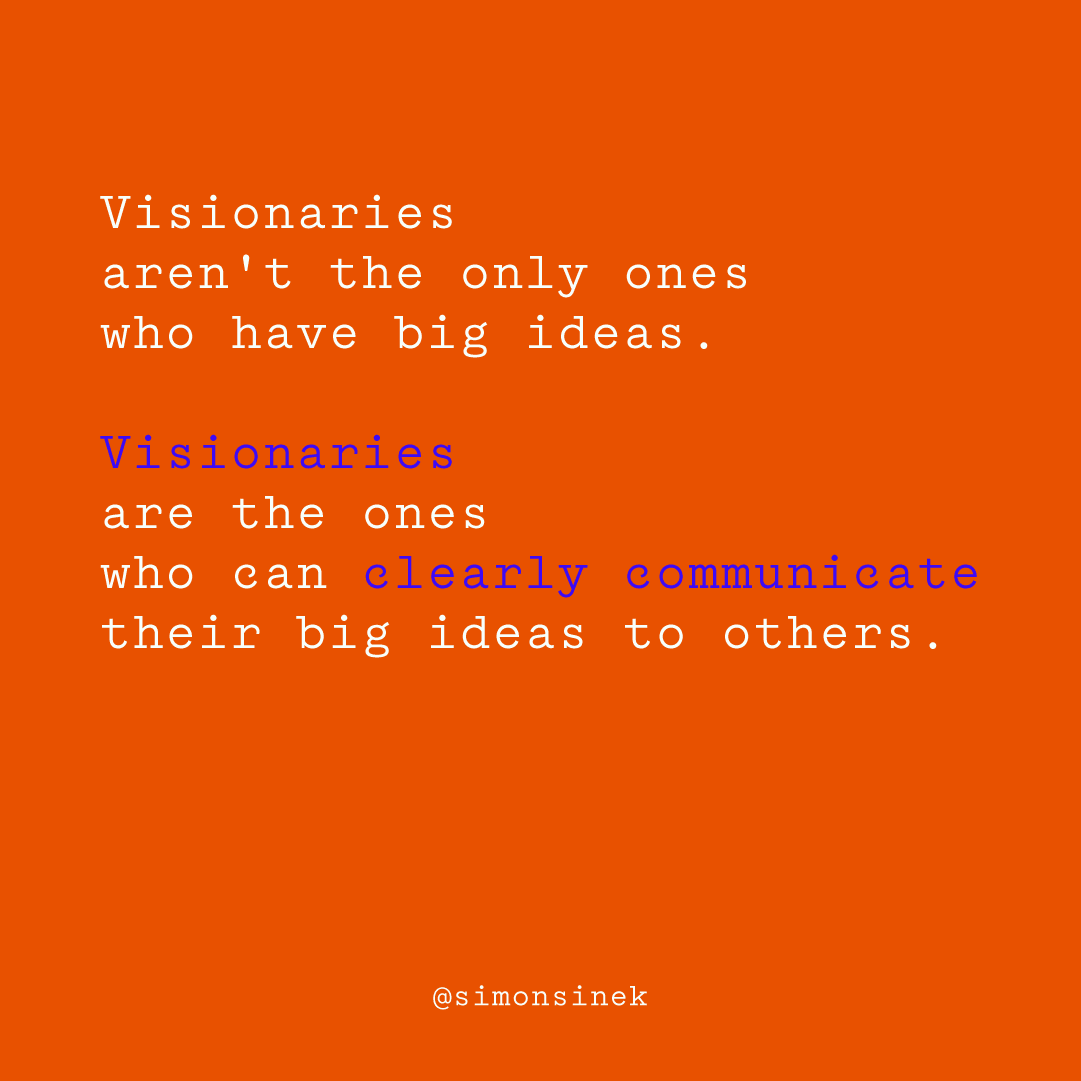 Visionaries
aren't the only ones
who have big ideas.
Visionaries
are the ones
who can clearly communicate
their big ideas to others.
@simonsinek